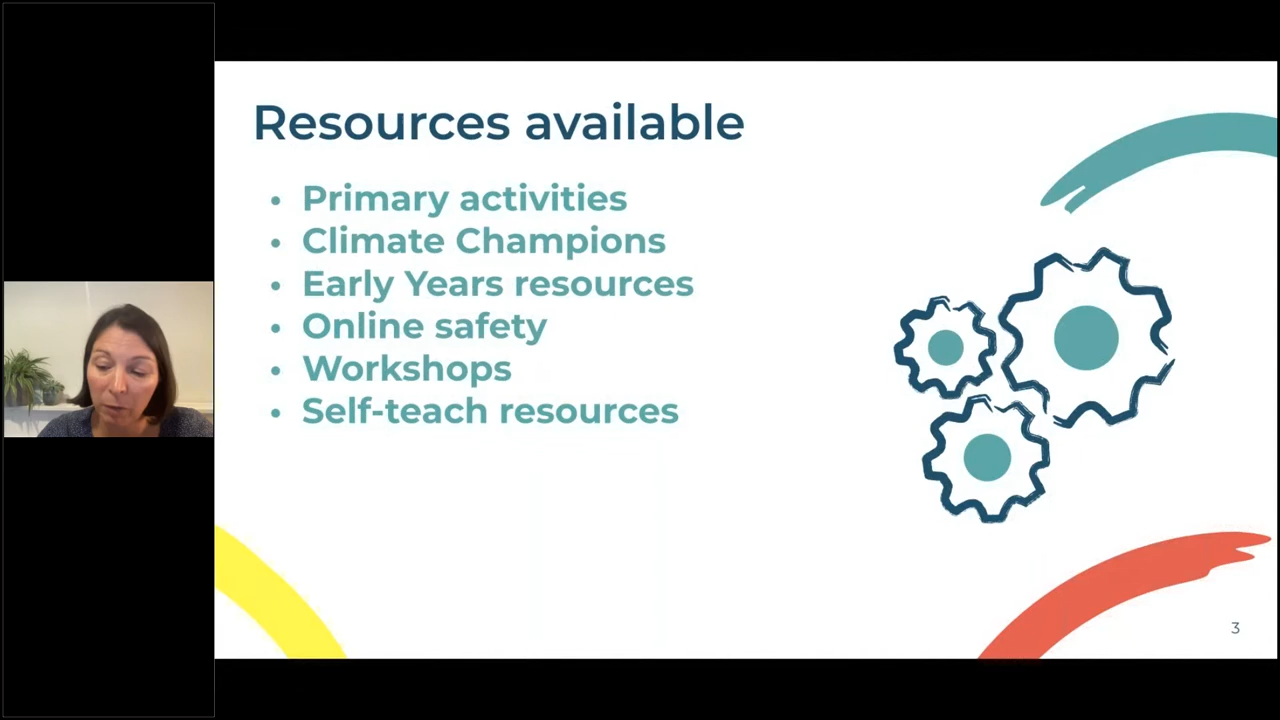 Resources available
• Primary activities
• Climate Champions
• Early Years resources
• Online safety
• Workshops
• Self-teach resources
3